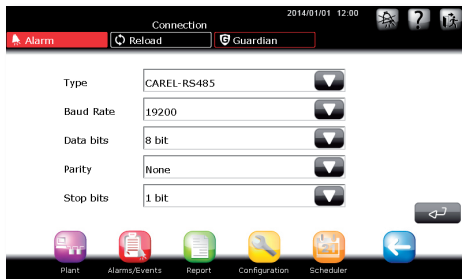 2014/01/01 12:00
Connection
?
Alarm
Reload
G Guardian
Type CAREL-RS485
Baud Rate 19200
Data bits 8 bit
Parity None
Stop bits 1 bit
Plant Alarms/Events Report Configuration Scheduler